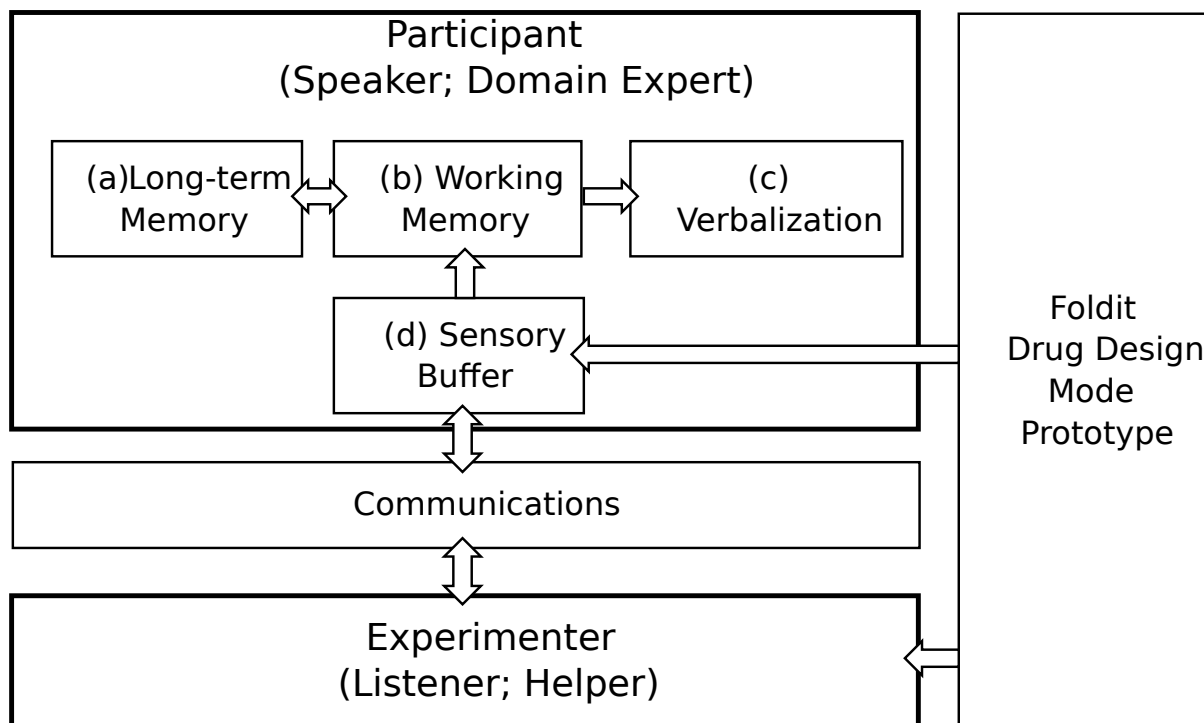 Participant
(Speaker; Domain Expert)
(a)Long-term
Memory
(b) Working
Memory
(c)
Verbalization
(d) Sensory
Buffer
Foldit
Drug Design
Mode
Prototype
Communications
Experimenter
(Listener; Helper)